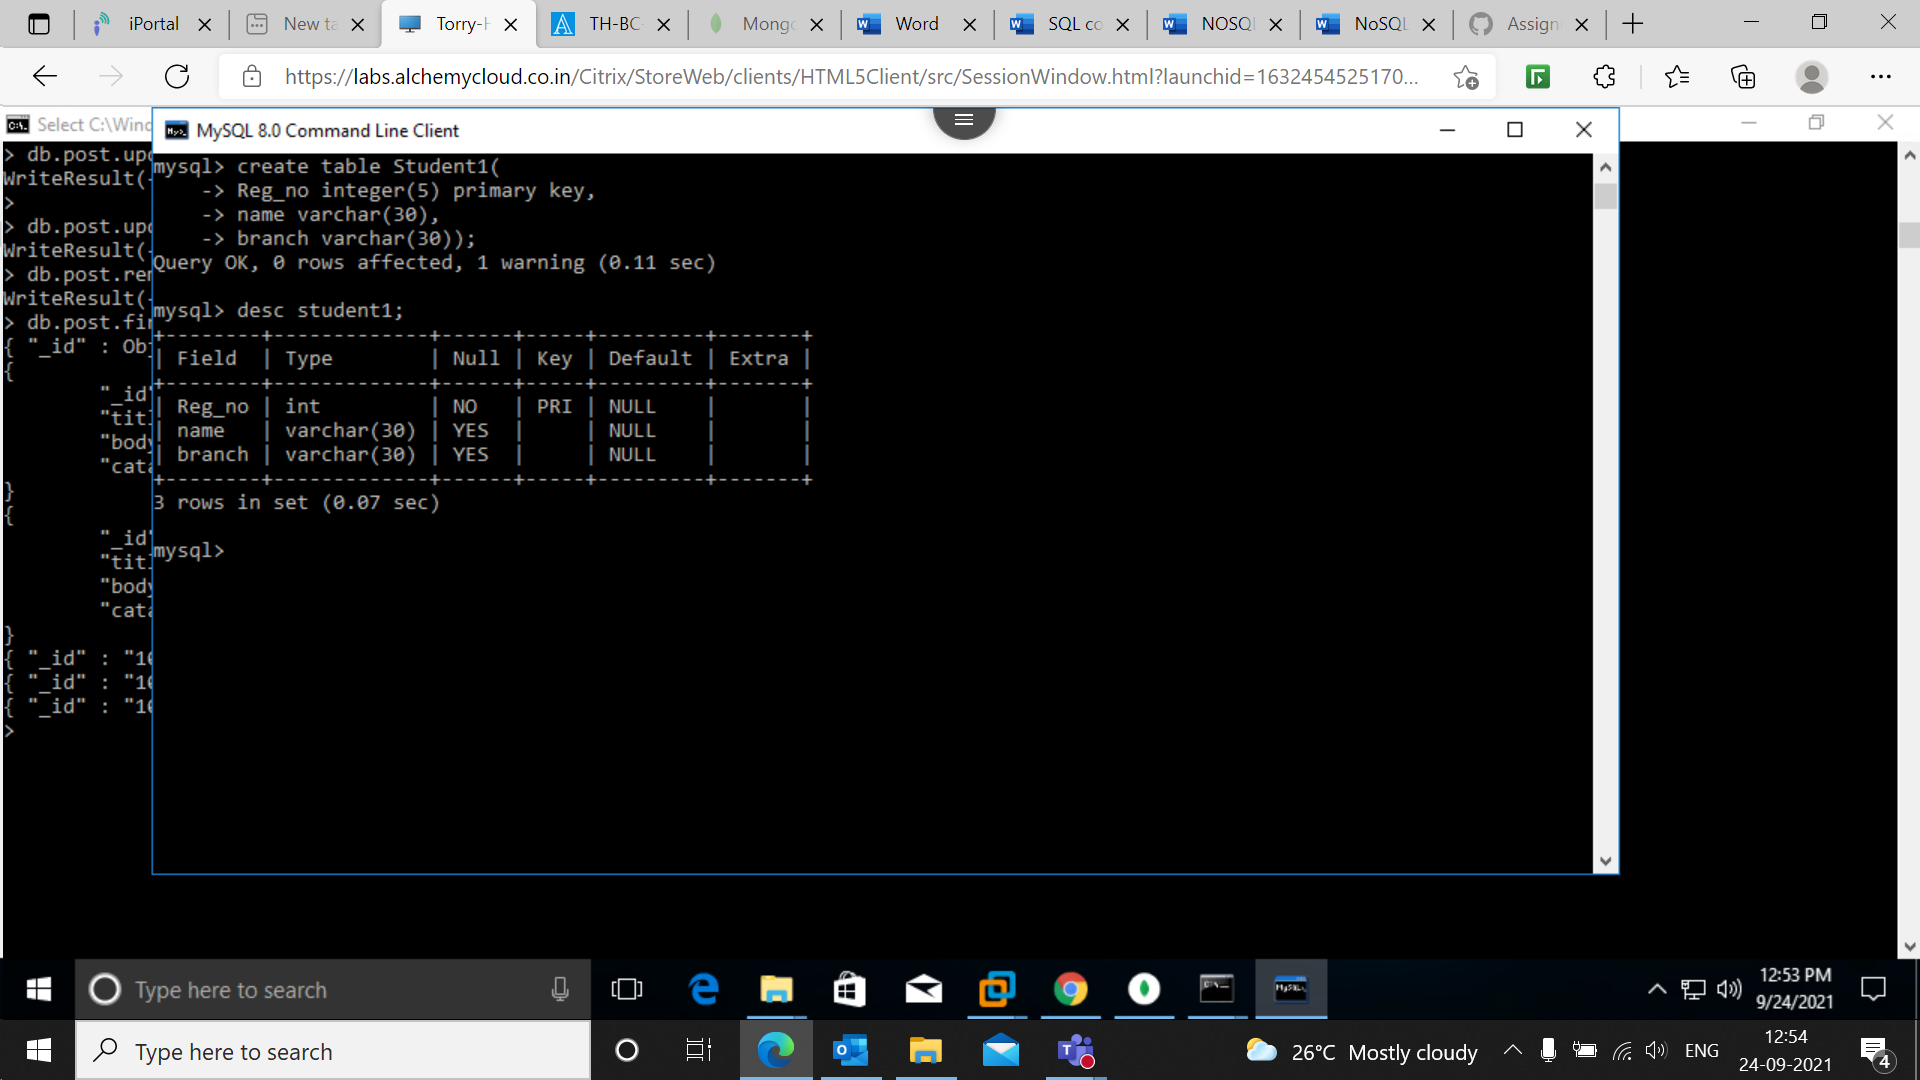 iPortal
New ta
Torry-H
TH-BC-
Mongo
Word
SQL co
NOSQL
NoSQL
Assign
https://labs.alchemycloud.co.in/Citrix/StoreWeb/clients/HTML5Client/src/SessionWindow.html?launchid=1632454525170...
Select C:\Wind
MySQL 8.0 Command Line Client
> db.post.upd
WriteResult(
>
> db.post.upd
WriteResult(
> db.post.rem
WriteResult(
> db.post.fin
{ "_id" : Obj
{
"_id"
"titl
"body
"cata
}
{
"_id"
"titl
"body
"cata
}
{ "_id" : "10
{ "_id" : "10
{ "_id" : "10
>
mysql> create table Student1(
-> Reg_no integer(5) primary key,
-> name varchar(30),
-> branch varchar(30));
Query OK, 0 rows affected, 1 warning (0.11 sec)
mysql> desc student1;
+--------+-------------+------+-----+---------+-------+
| Field | Type | Null | Key | Default | Extra |
+--------+-------------+------+-----+---------+-------+
| Reg_no | int | NO | PRI | NULL | |
| name | varchar(30) | YES | | NULL | |
| branch | varchar(30) | YES | | NULL | |
+--------+-------------+------+-----+---------+-------+
3 rows in set (0.07 sec)
mysql>
Type here to search
12:53 PM
9/24/2021
Type here to search
26°C Mostly cloudy
ENG
12:54
24-09-2021
4